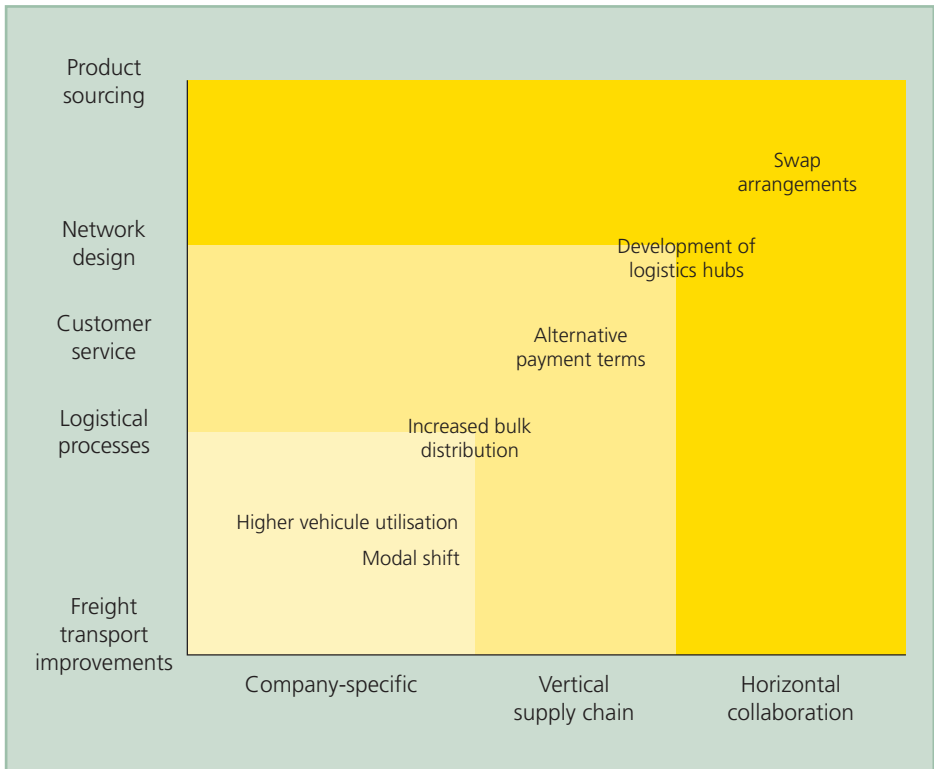 Product
sourcing
Swap
arrangements
Network
design
Development of
logistics hubs
Customer
service
Alternative
payment terms
Logistical
processes
Increased bulk
distribution
Higher vehicule utilisation
Modal shift
Freight
transport
improvements
Company-specific
Vertical
supply chain
Horizontal
collaboration